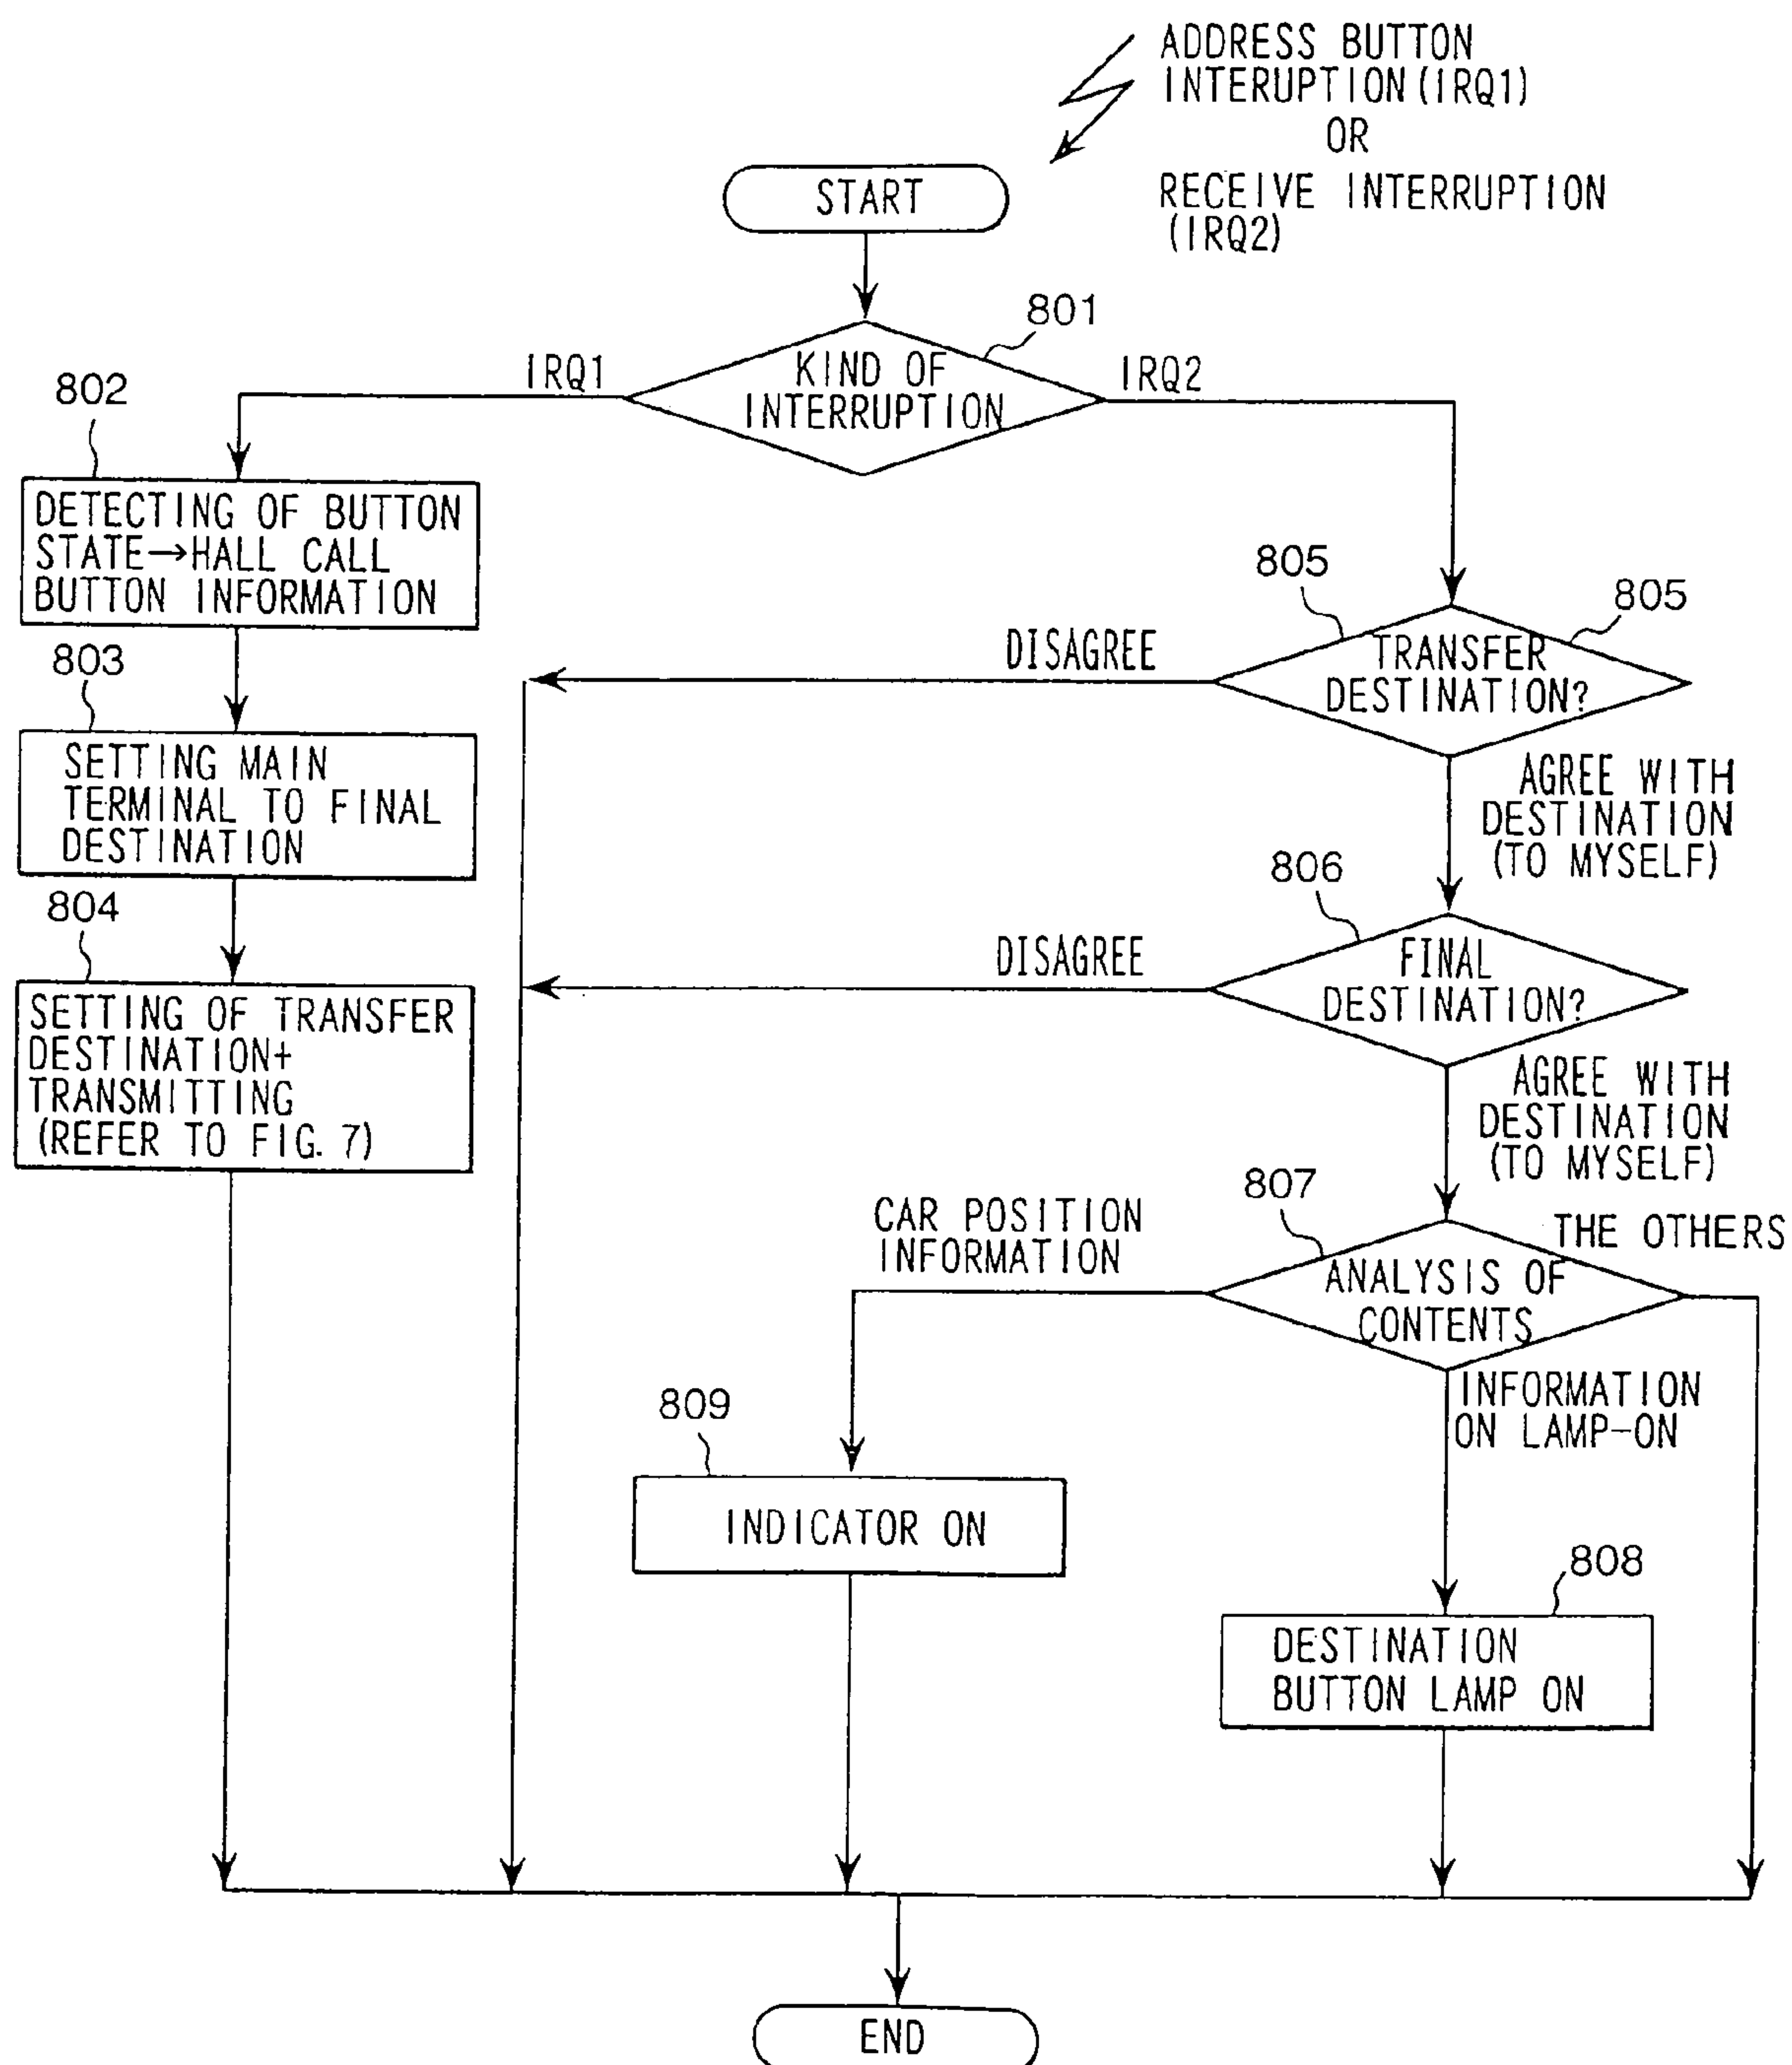 ADDRESS BUTTON
INTERUPTION (IRQ1)
OR
RECEIVE INTERRUPTION
(IRQ2)
START
801
KIND OF
INTERRUPTION
IRQ1
IRQ2
802
DETECTING OF BUTTON
STATE→HALL CALL
BUTTON INFORMATION
803
SETTING MAIN
TERMINAL TO FINAL
DESTINATION
804
SETTING OF TRANSFER
DESTINATION+
TRANSMITTING
(REFER TO FIG. 7)
805
805
TRANSFER
DESTINATION?
DISAGREE
AGREE WITH
DESTINATION
(TO MYSELF)
806
FINAL
DESTINATION?
DISAGREE
AGREE WITH
DESTINATION
(TO MYSELF)
807
ANALYSIS OF
CONTENTS
CAR POSITION
INFORMATION
THE OTHERS
INFORMATION
ON LAMP-ON
809
INDICATOR ON
808
DESTINATION
BUTTON LAMP ON
END